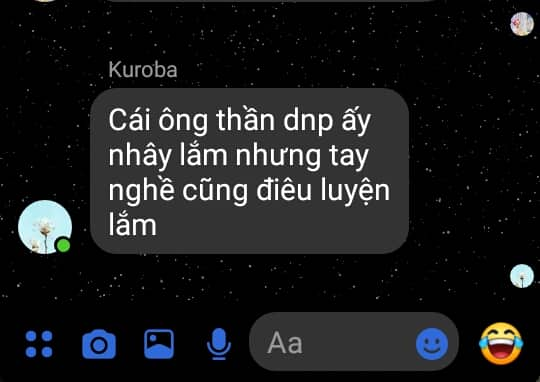 Kuroba
Cái ông thần dnp ấy
nhây lắm nhưng tay
nghề cũng điêu luyện
lắm
Aa